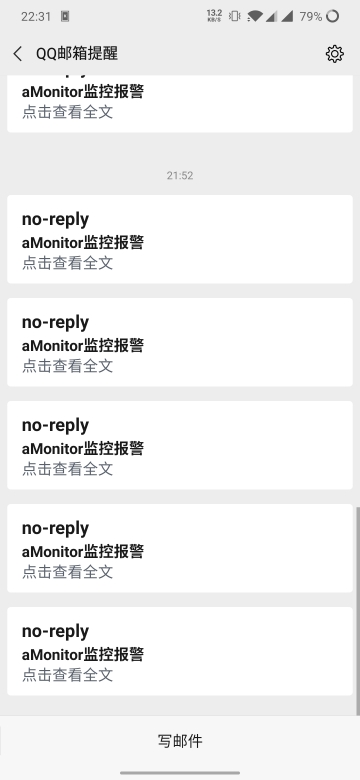 22:31
13.2
KB/S
79%
QQ邮箱提醒
aMonitor监控报警
点击查看全文
21:52
no-reply
aMonitor监控报警
点击查看全文
no-reply
aMonitor监控报警
点击查看全文
no-reply
aMonitor监控报警
点击查看全文
no-reply
aMonitor监控报警
点击查看全文
no-reply
aMonitor监控报警
点击查看全文
写邮件